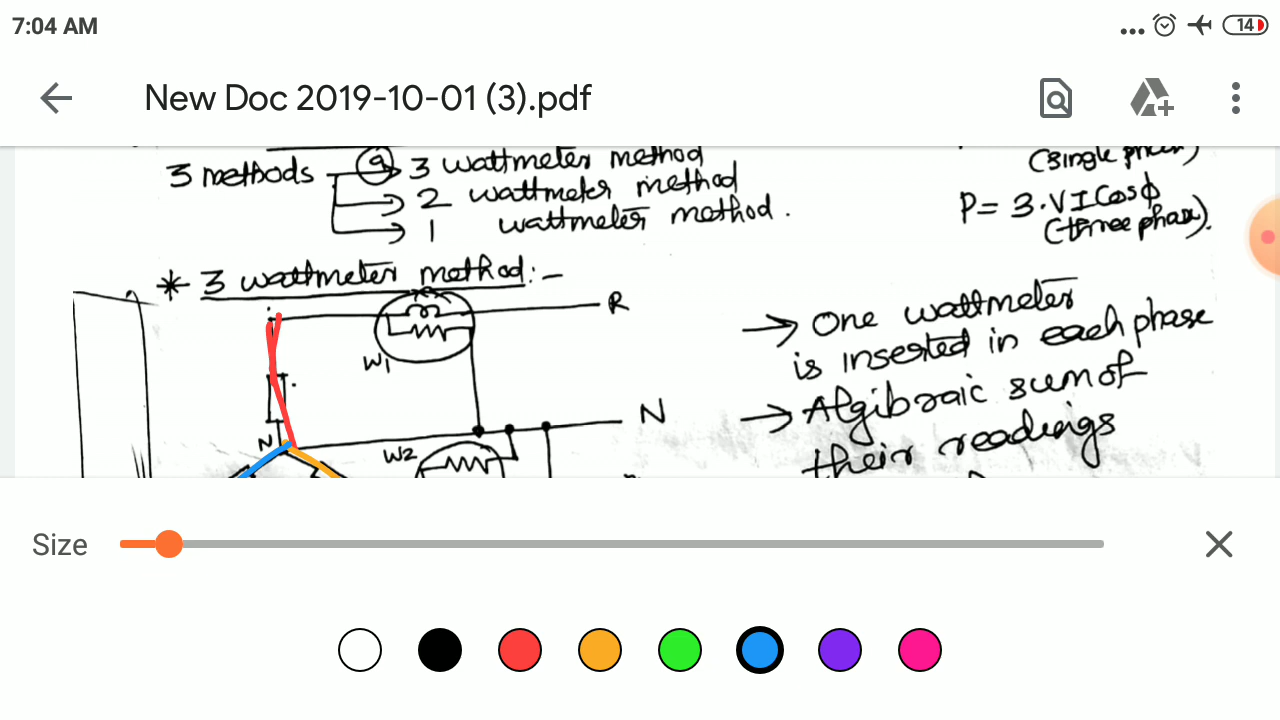 7:04 AM
14
New Doc 2019-10-01 (3).pdf
3 methods
3 wattmeter method
2 wattmeter method
1 wattmeter method.
(single
P= 3.VICosϕ
(three phase).
* 3 wattmeter method:-
R
W1
N
N
W2
→ One wattmeter
is inserted in each phase
→ Algibraic sum of
their readings
Size